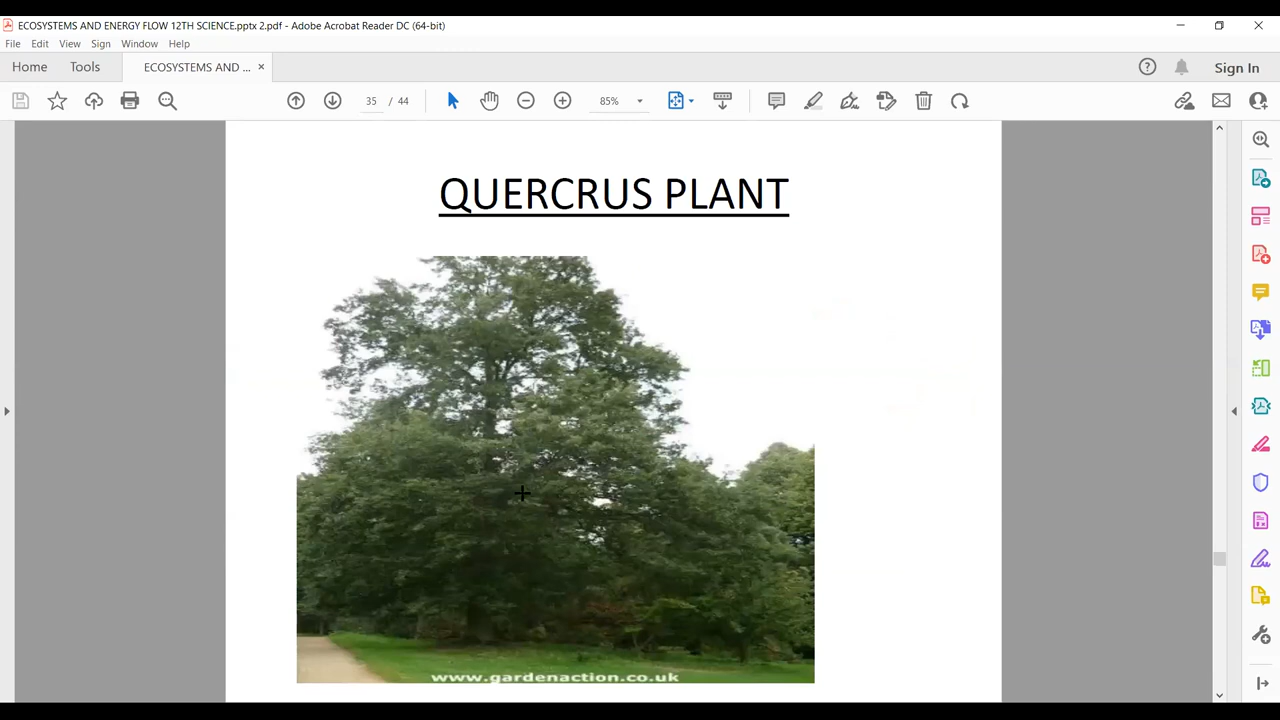 ECOSYSTEMS AND ENERGY FLOW 12TH SCIENCE.pptx 2.pdf - Adobe Acrobat Reader DC (64-bit)
File Edit View Sign Window Help
Home Tools ECOSYSTEMS AND ... × Sign In
35 / 44 85%
QUERCRUS PLANT
www.gardenaction.co.uk